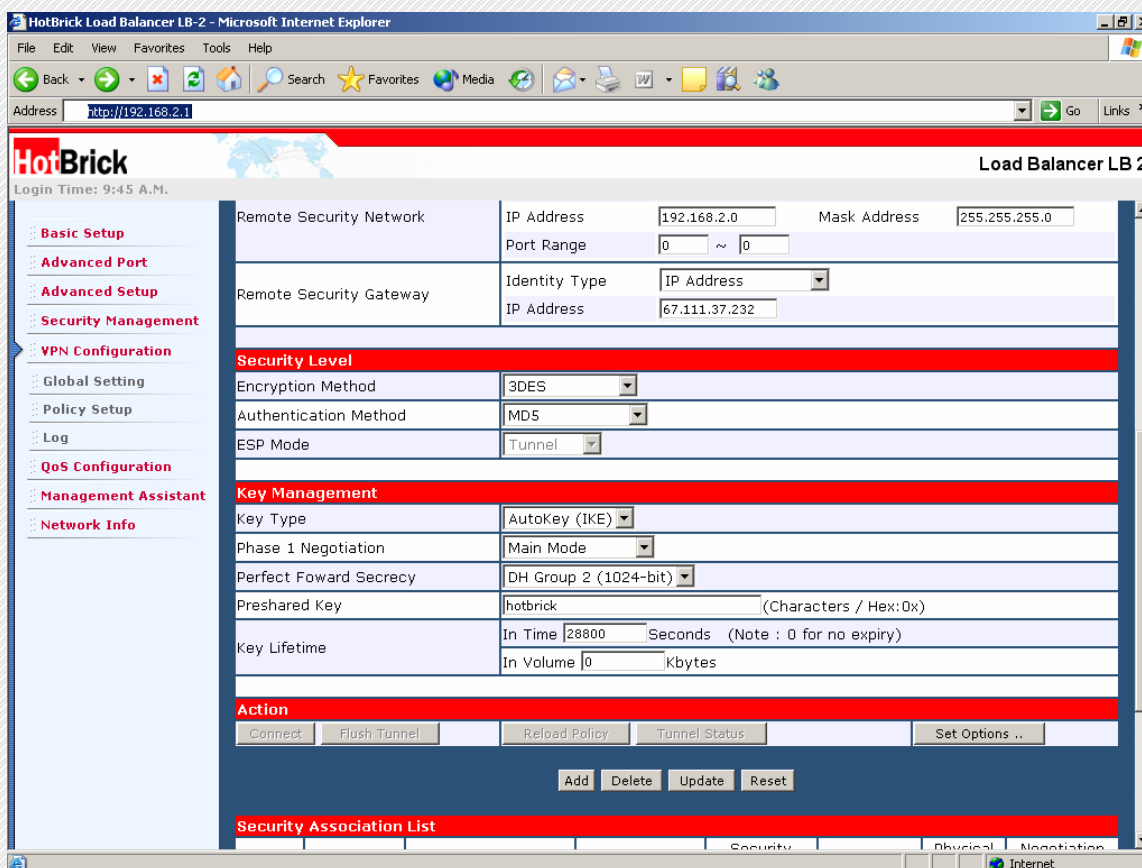 HotBrick Load Balancer LB-2 - Microsoft Internet Explorer
File Edit View Favorites Tools Help
Back Search Favorites Media
Address http://192.168.2.1 Go Links
HotBrick
Load Balancer LB 2
Login Time: 9:45 A.M.
Basic Setup
Advanced Port
Advanced Setup
Security Management
VPN Configuration
Global Setting
Policy Setup
Log
QoS Configuration
Management Assistant
Network Info
Remote Security Network IP Address 192.168.2.0 Mask Address 255.255.255.0
Port Range 0 ~ 0
Remote Security Gateway Identity Type IP Address
IP Address 67.111.37.232
Security Level
Encryption Method 3DES
Authentication Method MD5
ESP Mode Tunnel
Key Management
Key Type AutoKey (IKE)
Phase 1 Negotiation Main Mode
Perfect Foward Secrecy DH Group 2 (1024-bit)
Preshared Key hotbrick (Characters / Hex:0x)
Key Lifetime In Time 28800 Seconds (Note : 0 for no expiry)
In Volume 0 Kbytes
Action
Connect Flush Tunnel Reload Policy Tunnel Status Set Options ..
Add Delete Update Reset
Security Association List
Security Physical Negotiation
Internet